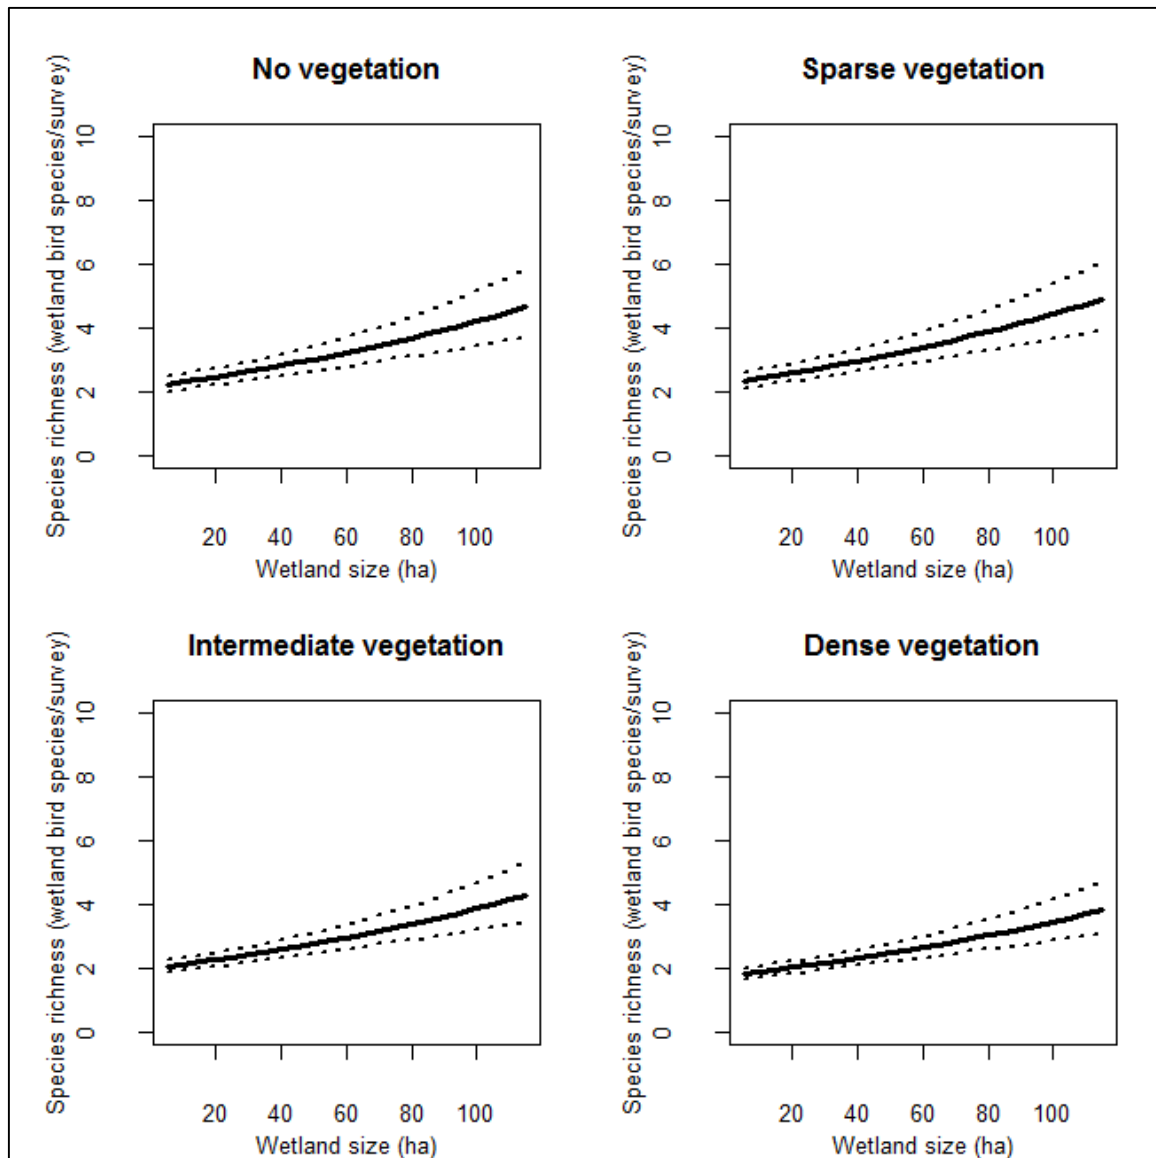 No vegetation
Species richness (wetland bird species/survey)
10
8
6
4
2
0
20 40 60 80 100
Wetland size (ha)
Sparse vegetation
Species richness (wetland bird species/survey)
10
8
6
4
2
0
20 40 60 80 100
Wetland size (ha)
Intermediate vegetation
Species richness (wetland bird species/survey)
10
8
6
4
2
0
20 40 60 80 100
Wetland size (ha)
Dense vegetation
Species richness (wetland bird species/survey)
10
8
6
4
2
0
20 40 60 80 100
Wetland size (ha)